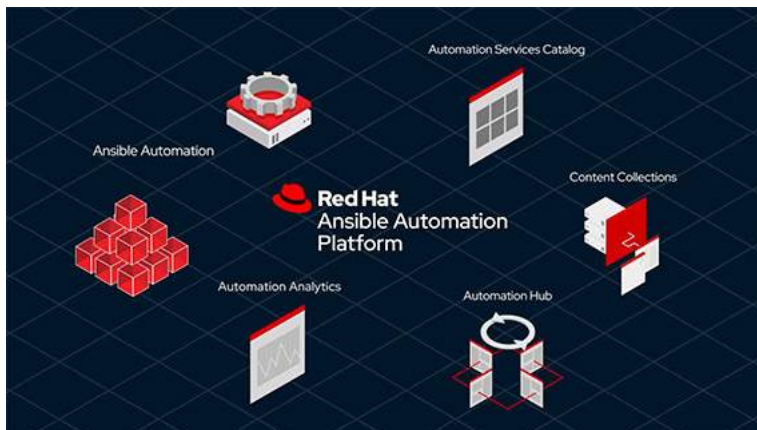 Automation Services Catalog
Ansible Automation
Content Collections
Red Hat
Ansible Automation
Platform
Automation Analytics
Automation Hub